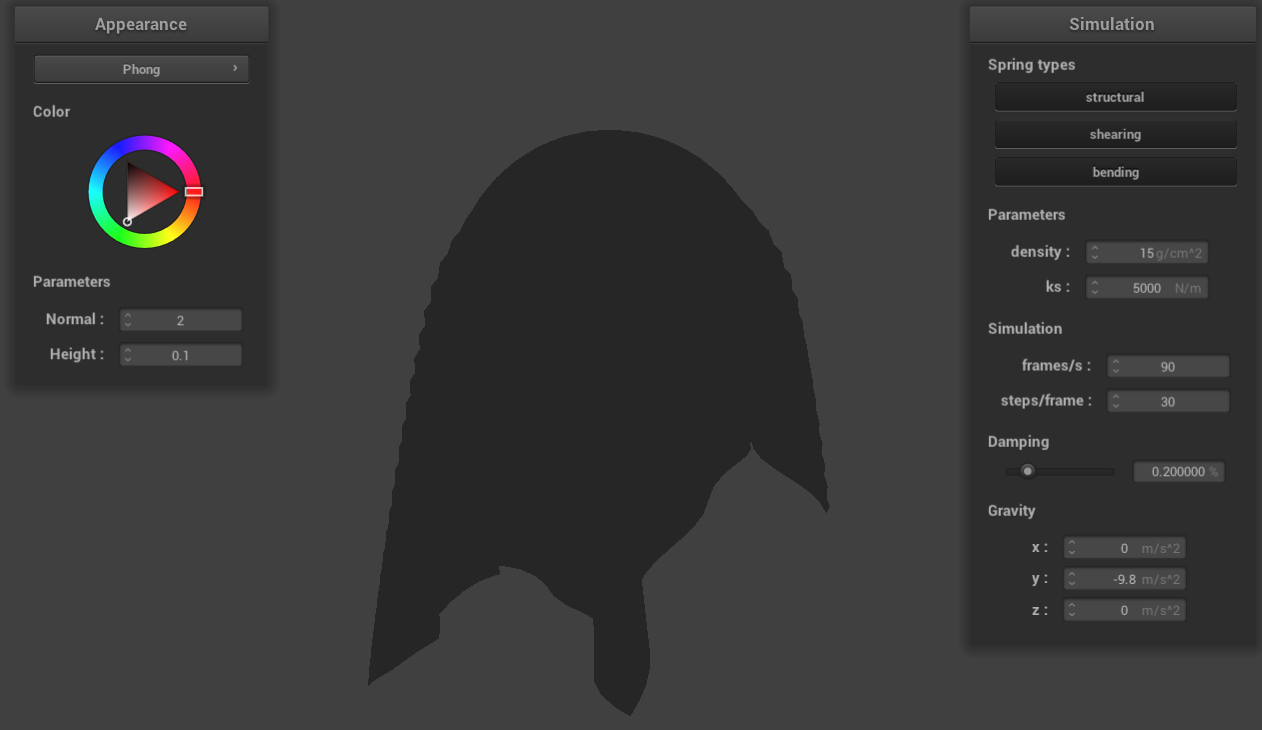 Appearance
Phong
Color
Parameters
Normal : 2
Height : 0.1
Simulation
Spring types
structural
shearing
bending
Parameters
density : 15 g/cm^2
ks : 5000 N/m
Simulation
frames/s : 90
steps/frame : 30
Damping
0.200000 %
Gravity
x : 0 m/s^2
y : -9.8 m/s^2
z : 0 m/s^2